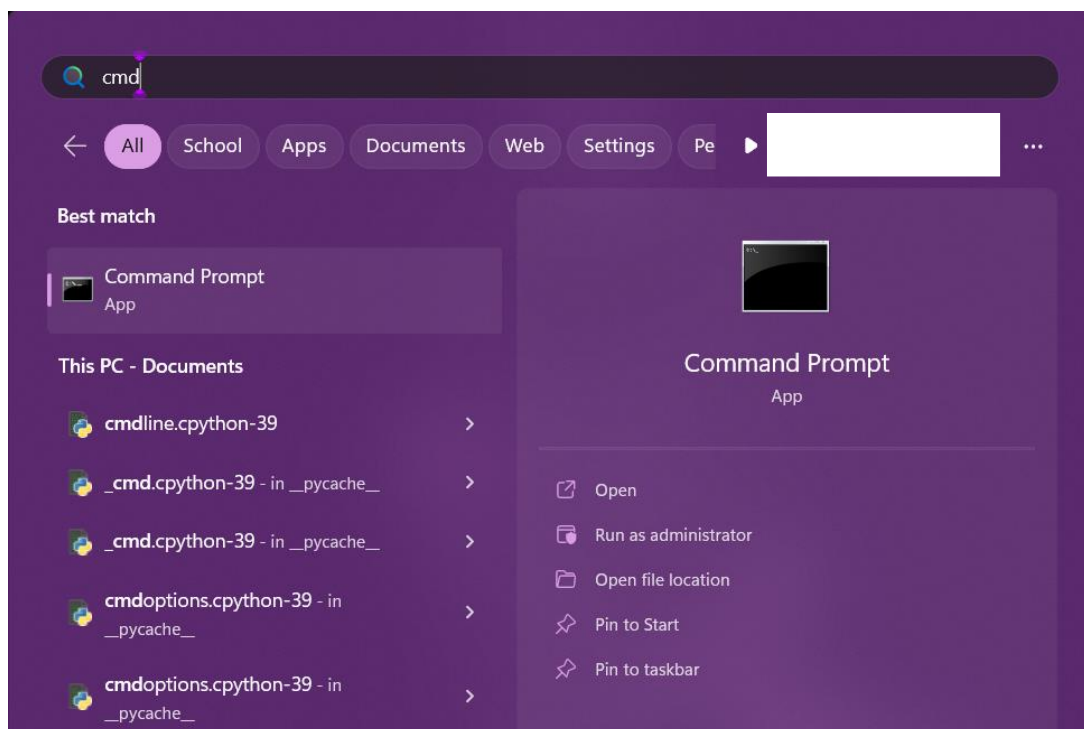 cmd
All School Apps Documents Web Settings Pe
Best match
Command Prompt
App
This PC - Documents
cmdline.cpython-39
_cmd.cpython-39 - in __pycache__
_cmd.cpython-39 - in __pycache__
cmdoptions.cpython-39 - in
__pycache__
cmdoptions.cpython-39 - in
__pycache__
Command Prompt
App
Open
Run as administrator
Open file location
Pin to Start
Pin to taskbar